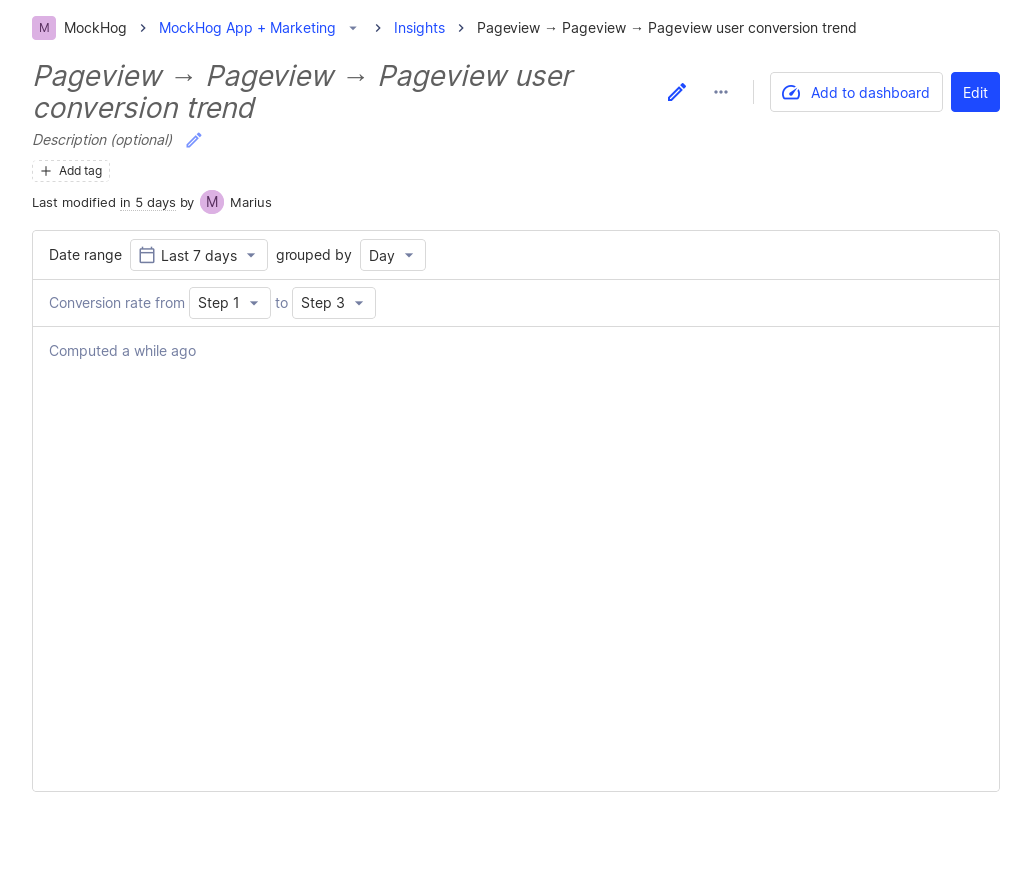 M MockHog MockHog App + Marketing Insights Pageview → Pageview → Pageview user conversion trend
Pageview → Pageview → Pageview user
conversion trend
Add to dashboard Edit
Description (optional)
Add tag
Last modified in 5 days by M Marius
Date range Last 7 days grouped by Day
Conversion rate from Step 1 to Step 3
Computed a while ago